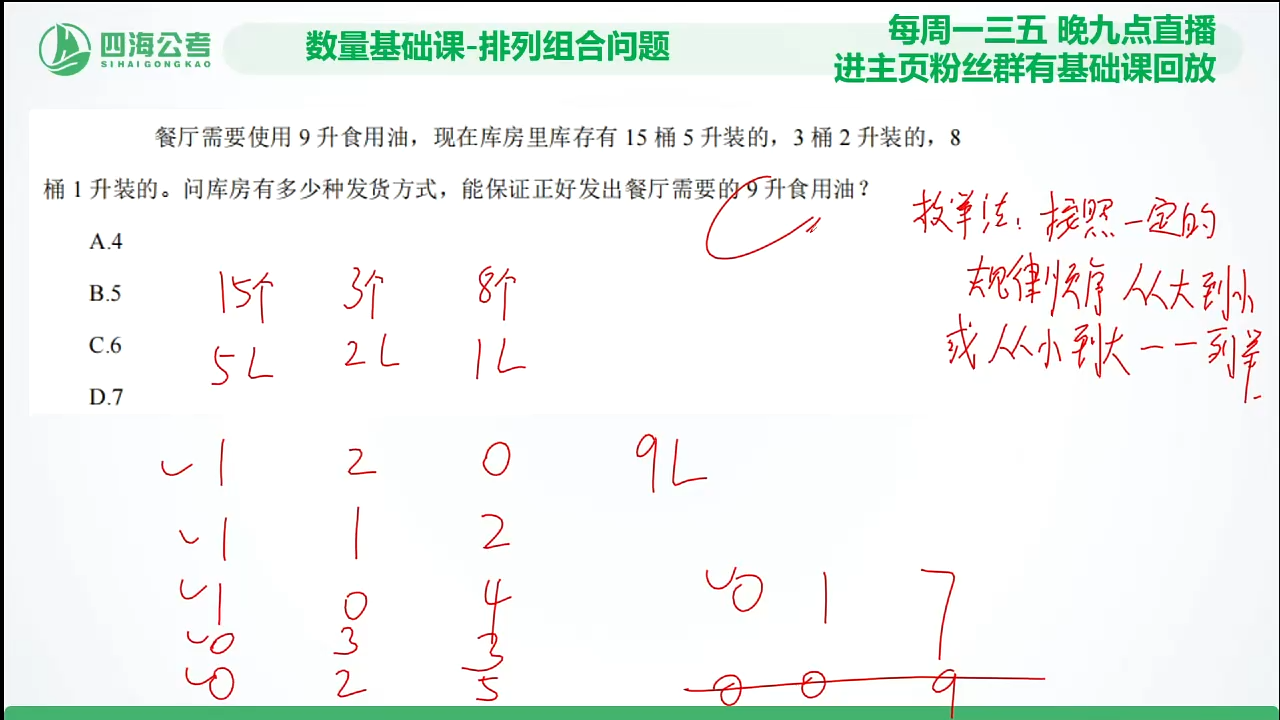 四海公考
SIHAIGONGKAO
数量基础课-排列组合问题
每周一三五 晚九点直播
进主页粉丝群有基础课回放
餐厅需要使用 9 升食用油，现在库房里库存有 15 桶 5 升装的，3 桶 2 升装的，8
桶 1 升装的。问库房有多少种发货方式，能保证正好发出餐厅需要的 9 升食用油？
A.4
B.5
C.6
D.7
枚举法：按照一定的
规律顺序 从大到小
或从小到大一一列举
15个 3个 8个
5L 2L 1L
1 2 0 9L
1 1 2
1 0 4
0 3 3
0 2 5
0 1 7
0 0 9